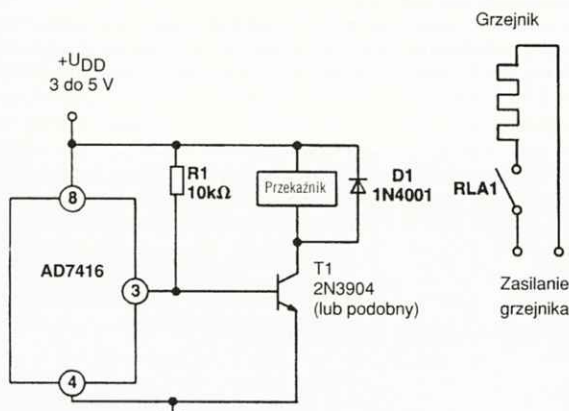 Grzejnik
+UDD
3 do 5 V
R1
10kΩ
Przekaźnik
D1
1N4001
RLA1
8
AD7416
3
T1
2N3904
(lub podobny)
Zasilanie
grzejnika
4